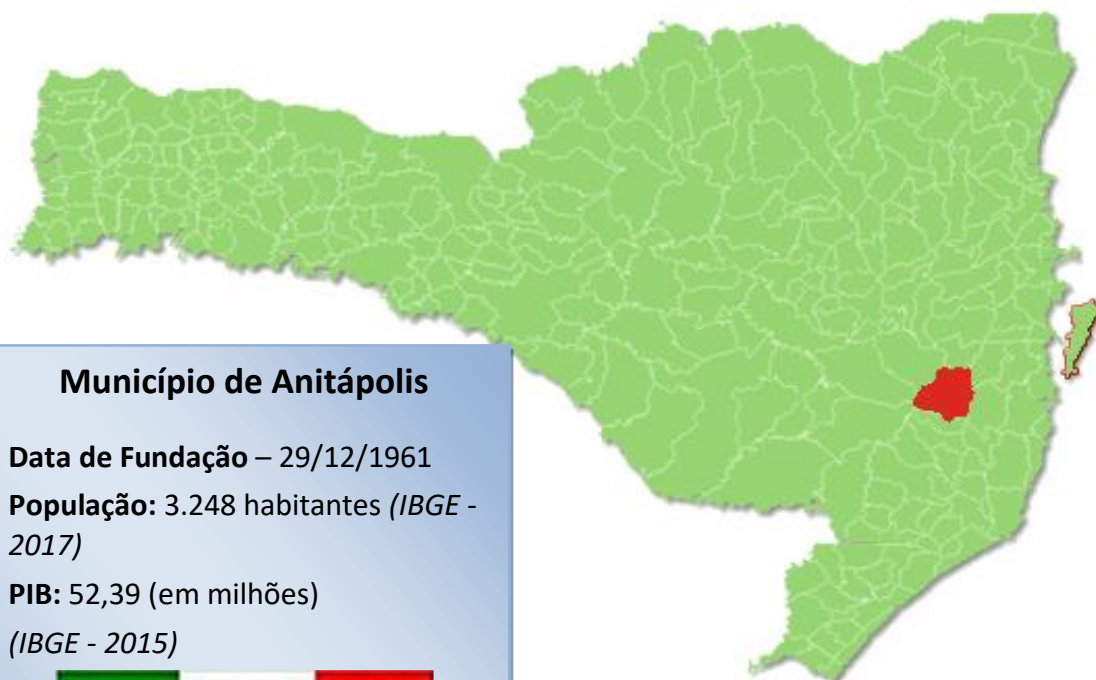 Município de Anitápolis
Data de Fundação – 29/12/1961
População: 3.248 habitantes (IBGE -
2017)
PIB: 52,39 (em milhões)
(IBGE - 2015)